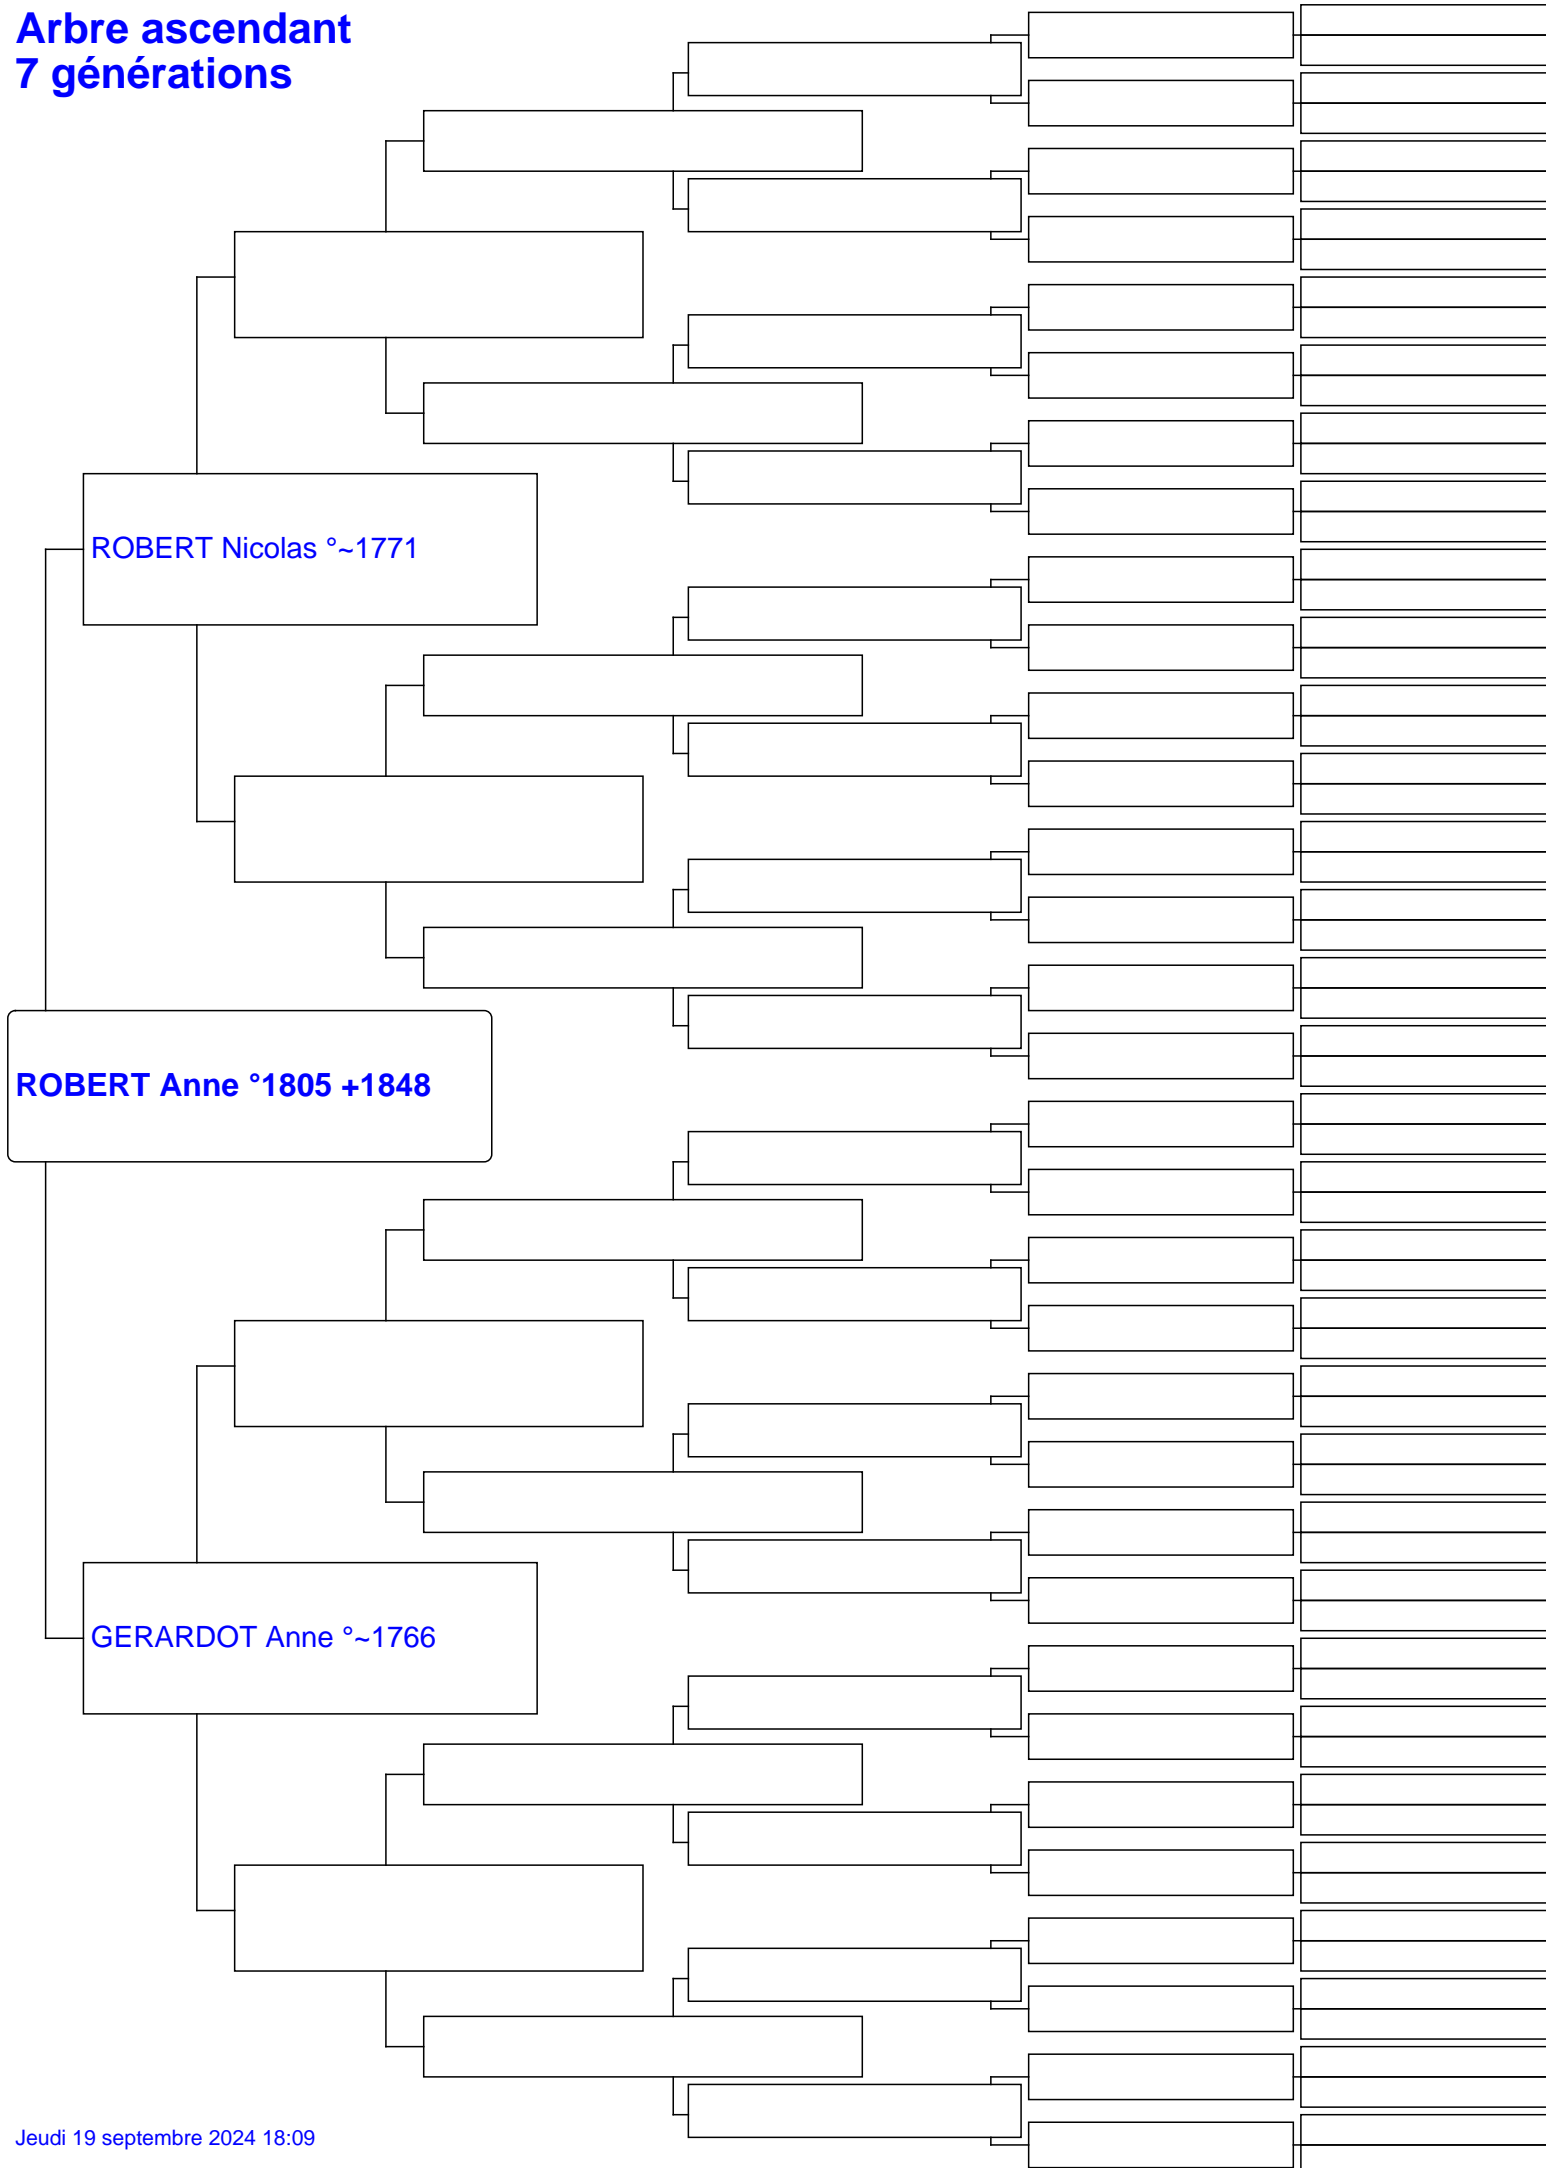 Arbre ascendant
7 générations
ROBERT Nicolas °~1771
ROBERT Anne °1805 +1848
GERARDOT Anne °~1766
Jeudi 19 septembre 2024 18:09